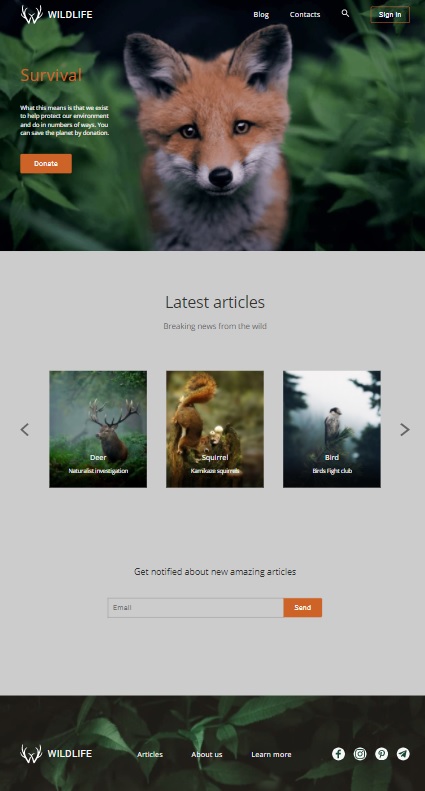 WILDLIFE
Blog
Contacts
Sign In
Survival
What this means is that we exist
to help protect our environment
and do in numbers of ways. You
can save the planet by donation.
Donate
Latest articles
Breaking news from the wild
Deer
Naturalist investigation
Squirrel
Kamikaze squirrels
Bird
Birds Fight club
Get notified about new amazing articles
Email
Send
WILDLIFE
Articles
About us
Learn more